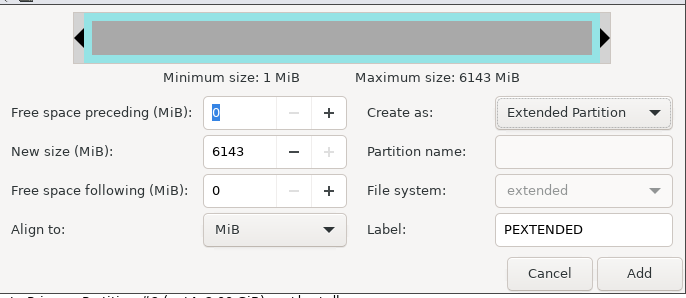 Minimum size: 1 MiB Maximum size: 6143 MiB
Free space preceding (MiB): 0 Create as: Extended Partition
New size (MiB): 6143 Partition name:
Free space following (MiB): 0 File system: extended
Align to: MiB Label: PEXTENDED
Cancel Add